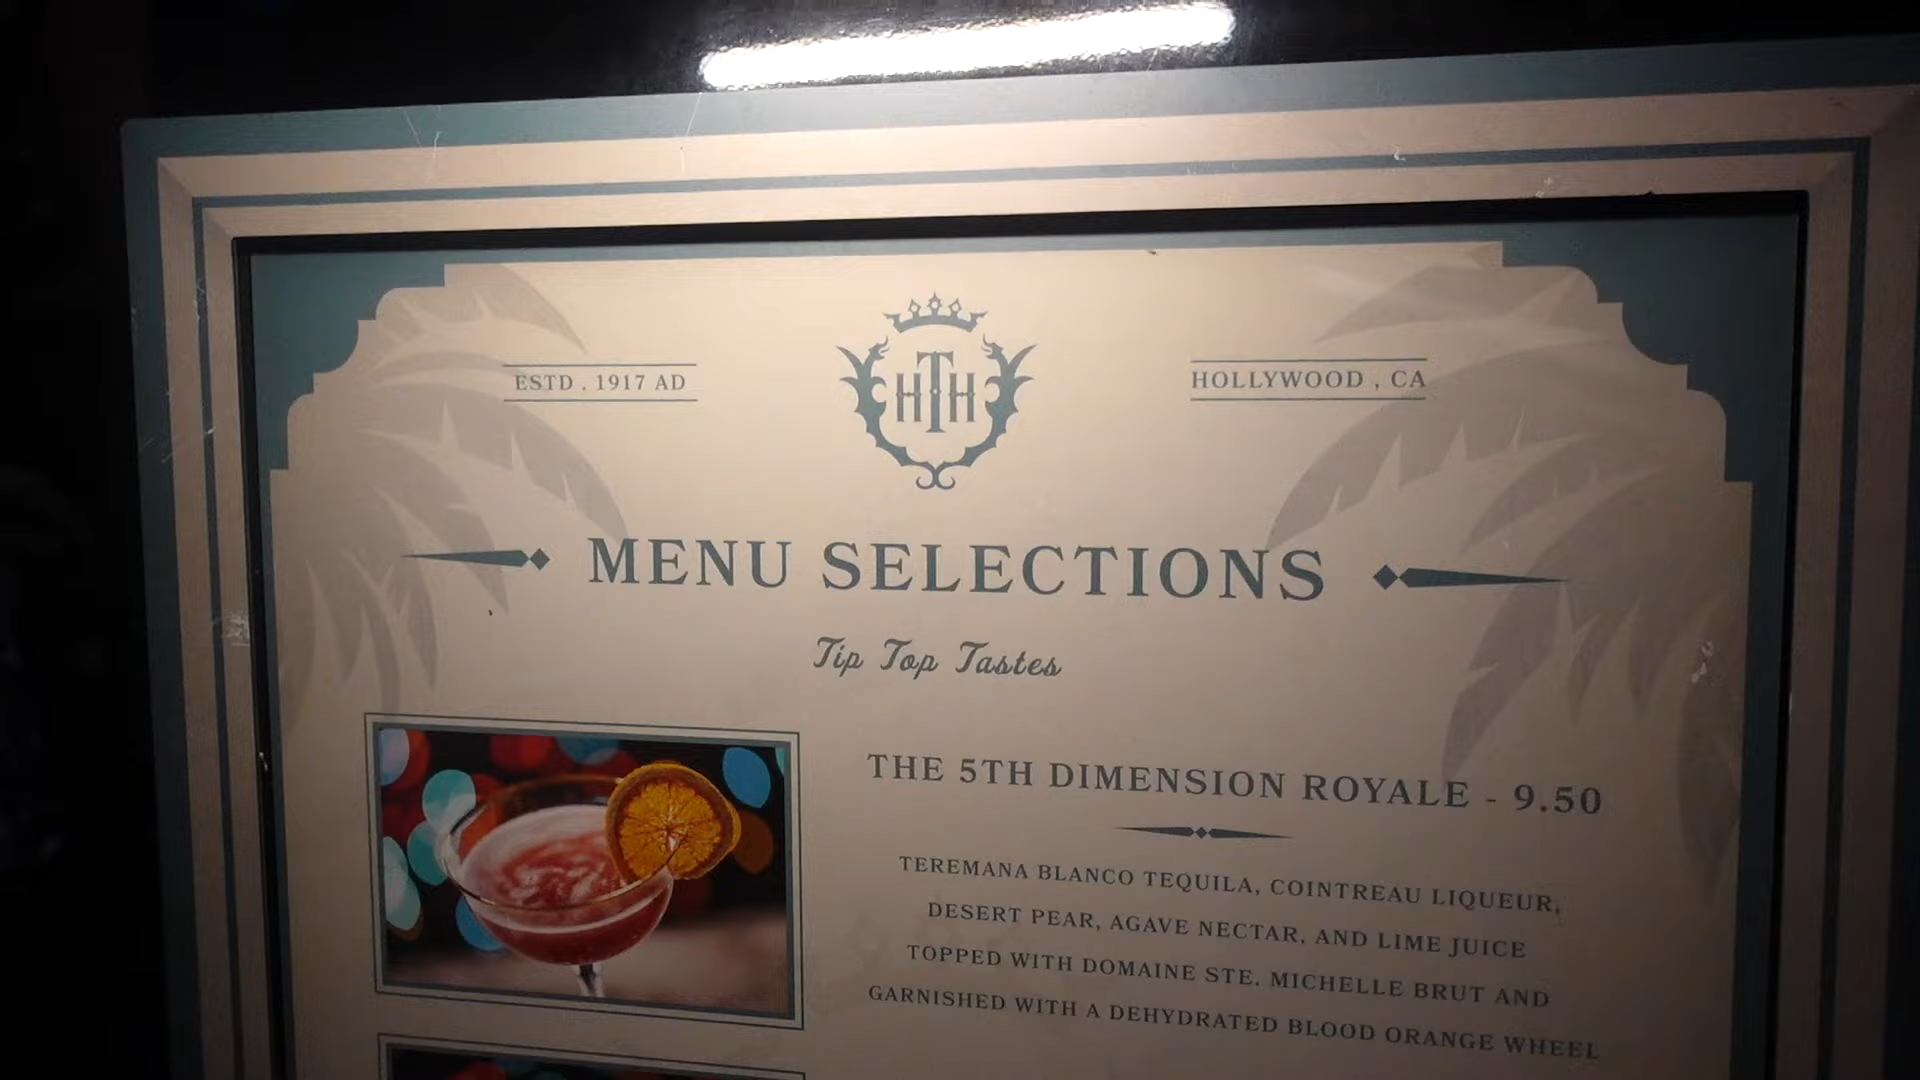 ESTD . 1917 AD
HTH
HOLLYWOOD , CA
MENU SELECTIONS
Tip Top Tastes
THE 5TH DIMENSION ROYALE - 9.50
TEREMANA BLANCO TEQUILA, COINTREAU LIQUEUR,
DESERT PEAR, AGAVE NECTAR, AND LIME JUICE
TOPPED WITH DOMAINE STE. MICHELLE BRUT AND
GARNISHED WITH A DEHYDRATED BLOOD ORANGE WHEEL